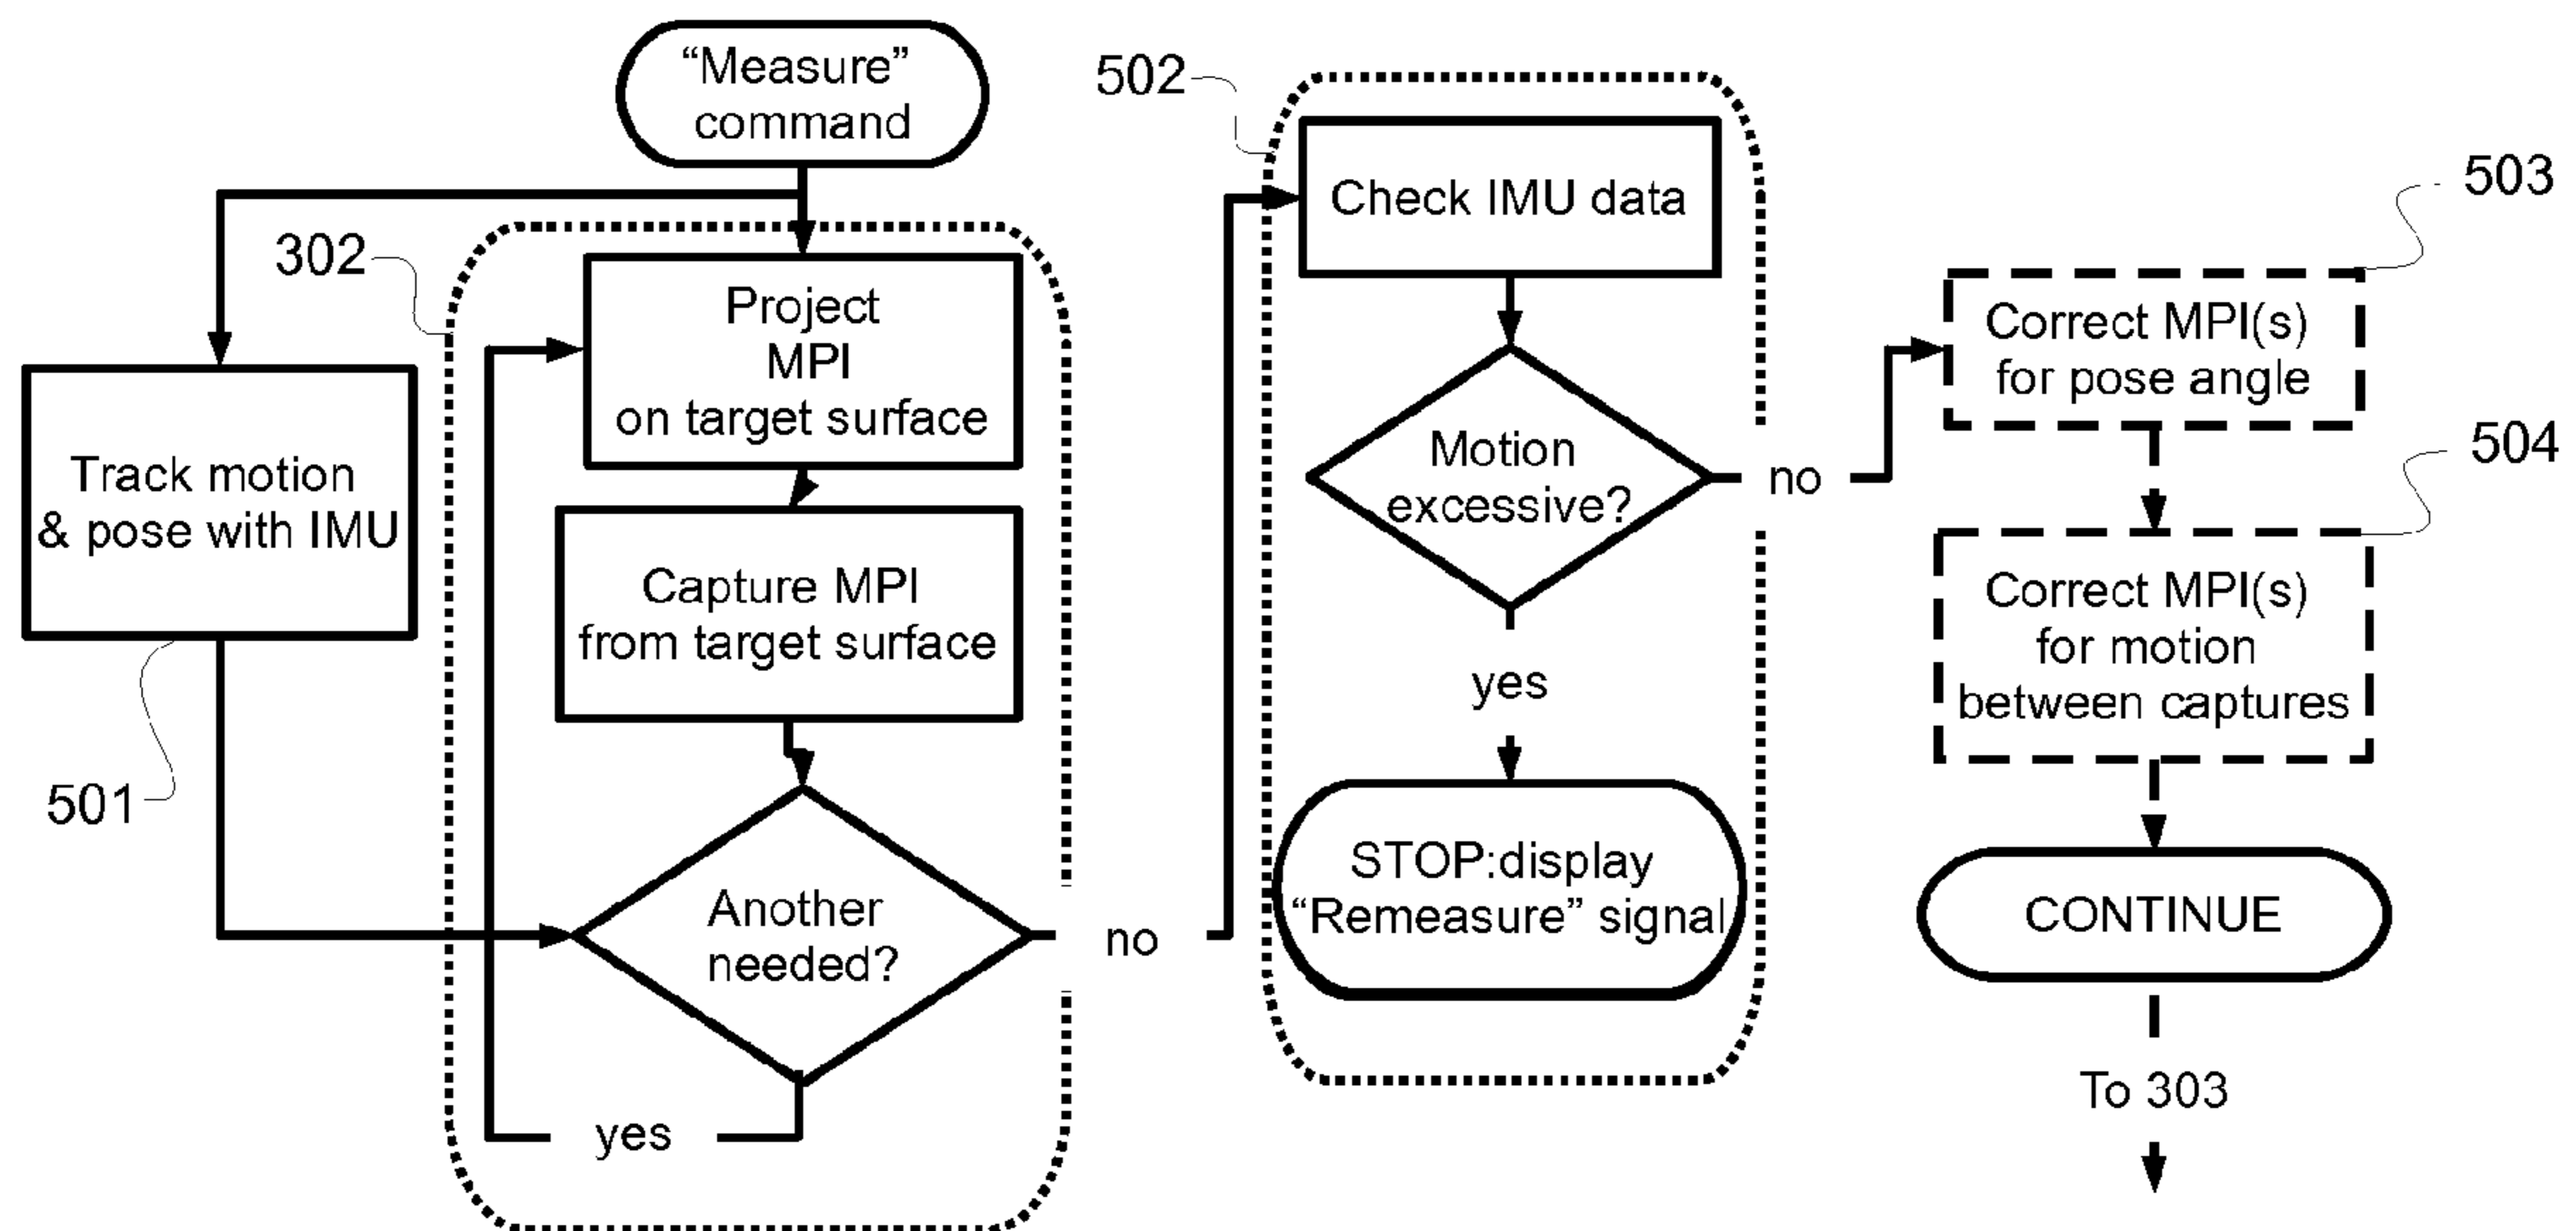 “Measure”
command
302
Project
MPI
on target surface
Track motion
& pose with IMU
501
Capture MPI
from target surface
Another
needed?
yes
no
502
Check IMU data
Motion
excessive?
no
yes
STOP:display
“Remeasure” signal
503
Correct MPI(s)
for pose angle
504
Correct MPI(s)
for motion
between captures
CONTINUE
To 303